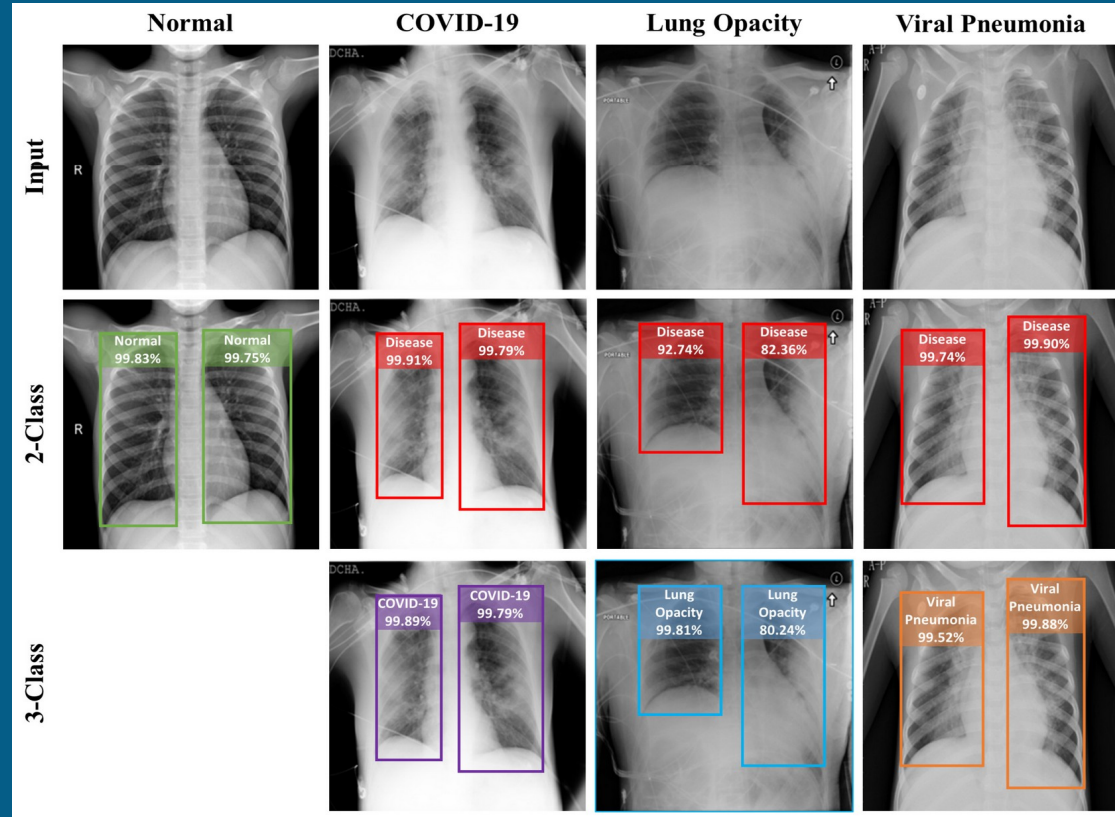 Normal
COVID-19
Lung Opacity
Viral Pneumonia
Input
R
DCHA.
PORTABLE
L
A-P
R
2-Class
Normal
99.83%
Normal
99.75%
R
DCHA.
Disease
99.91%
Disease
99.79%
PORTABLE
Disease
92.74%
Disease
82.36%
L
A-P
R
Disease
99.74%
Disease
99.90%
3-Class
DCHA.
COVID-19
99.89%
COVID-19
99.79%
PORTABLE
Lung
Opacity
99.81%
Lung
Opacity
80.24%
L
A-P
R
Viral
Pneumonia
99.52%
Viral
Pneumonia
99.88%